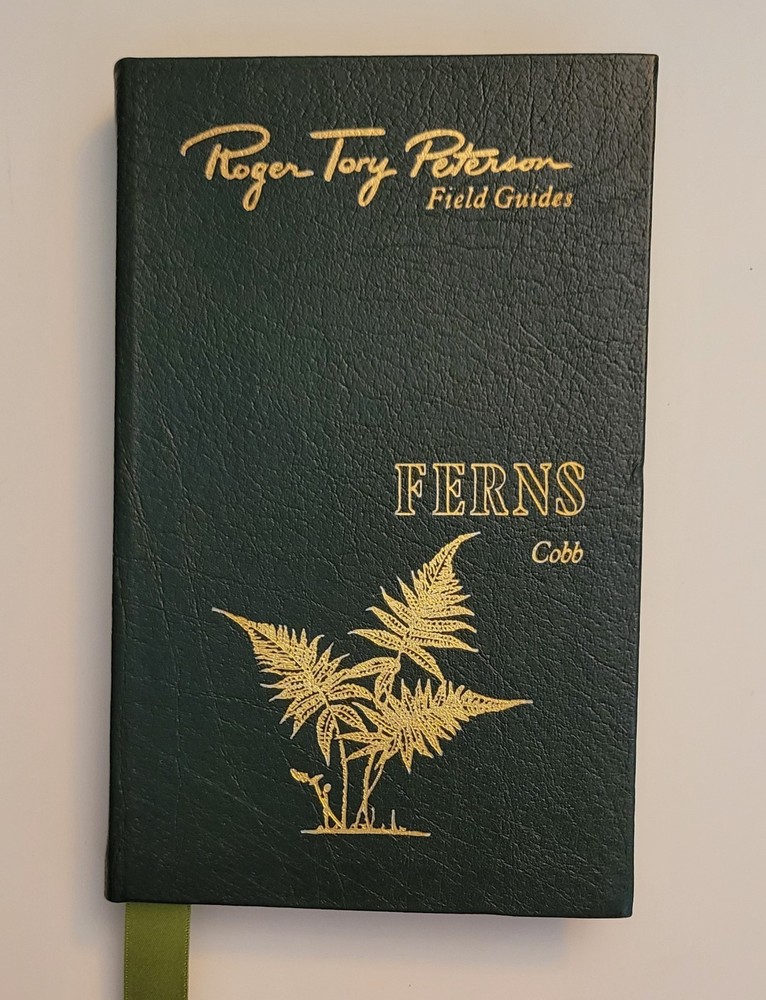 Roger Tory Peterson
Field Guides
FERNS
Cobb